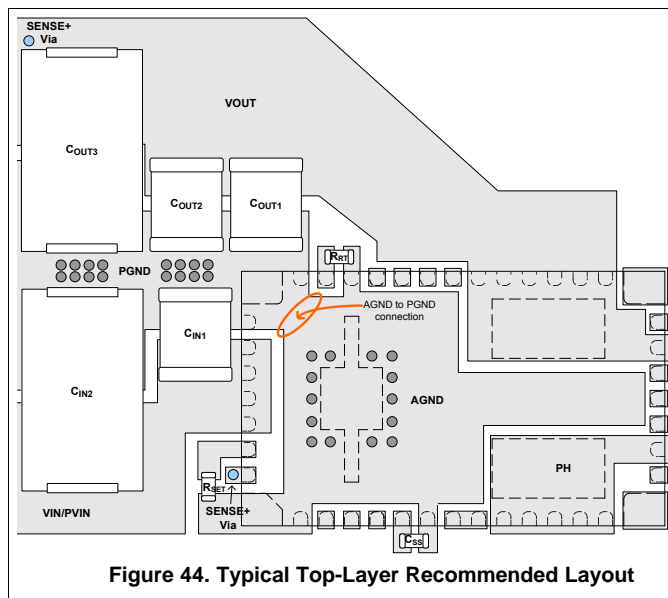 SENSE+
Via
VOUT
COUT3
COUT2
COUT1
PGND
RRT
AGND to PGND
connection
CIN1
CIN2
AGND
PH
RSET
SENSE+
Via
VIN/PVIN
CSS
Figure 44. Typical Top-Layer Recommended Layout